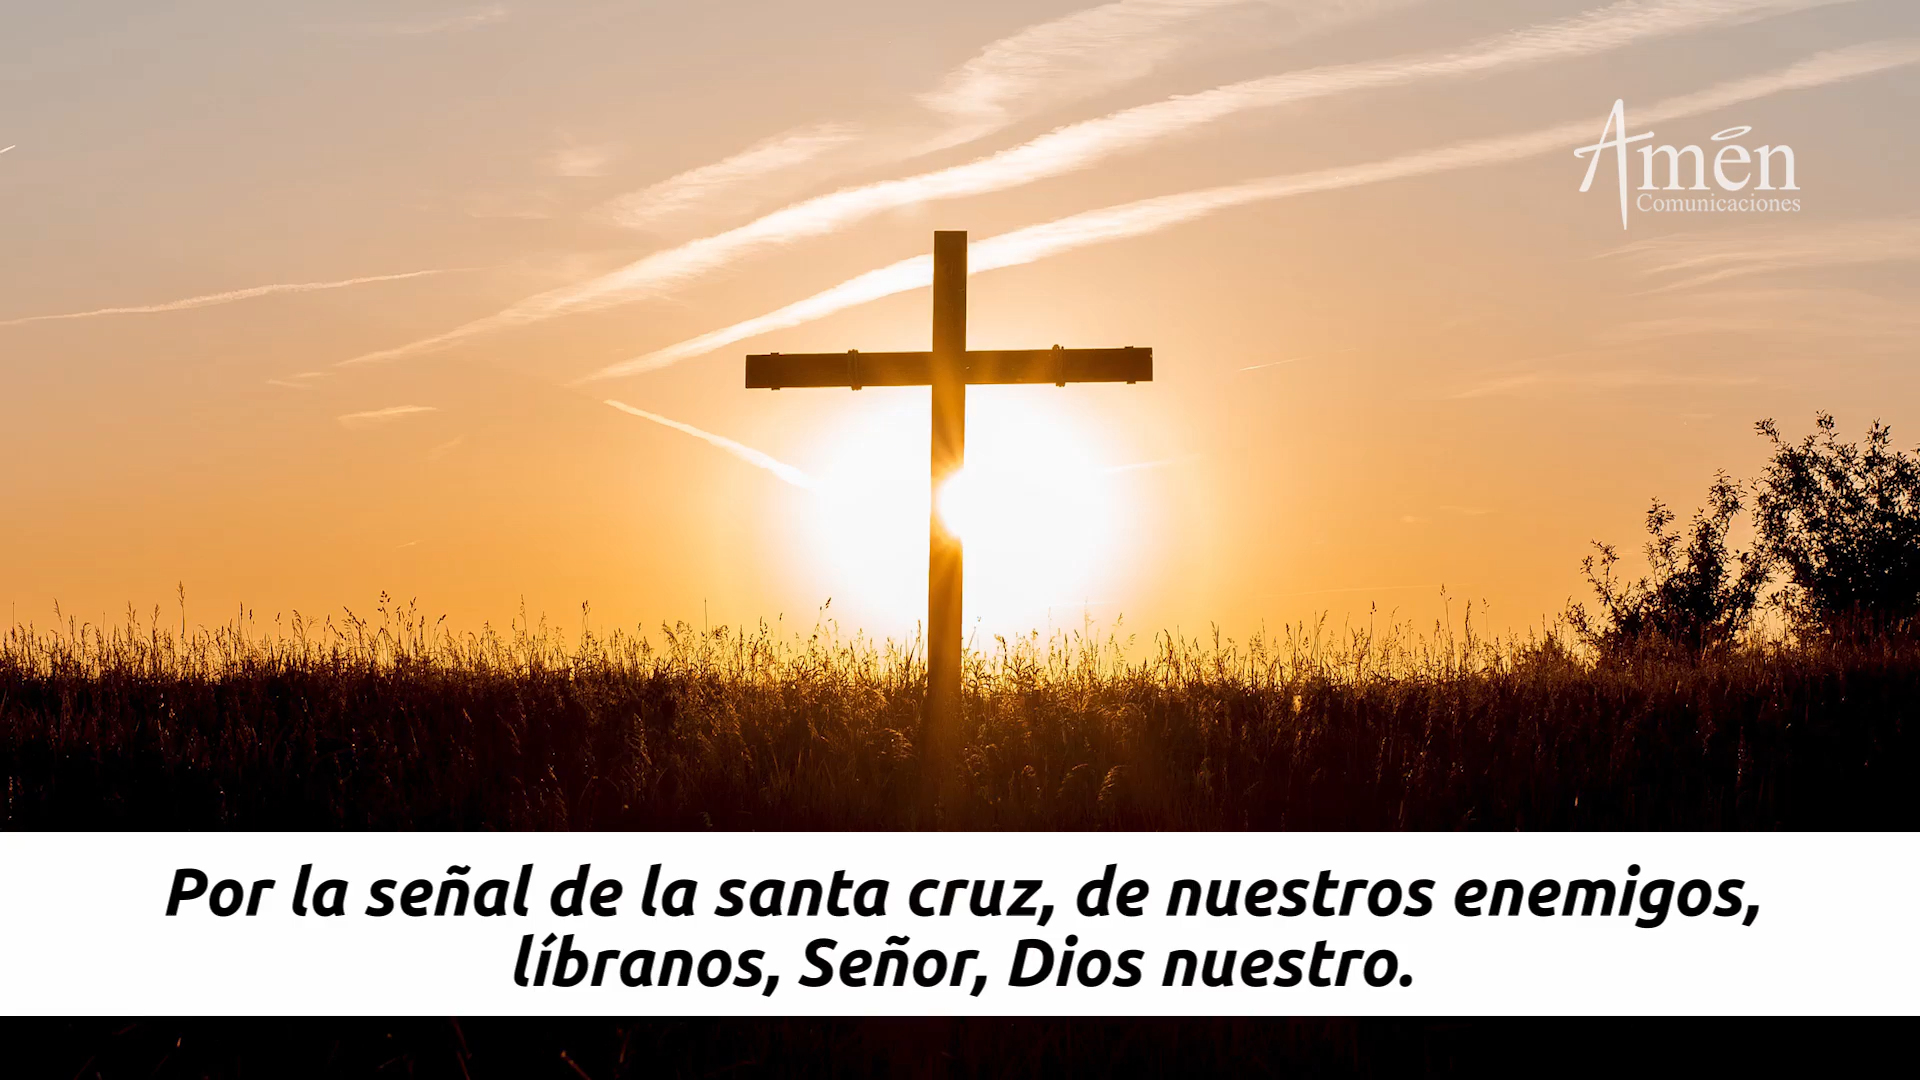 Amén
Comunicaciones
Por la señal de la santa cruz, de nuestros enemigos,
líbranos, Señor, Dios nuestro.